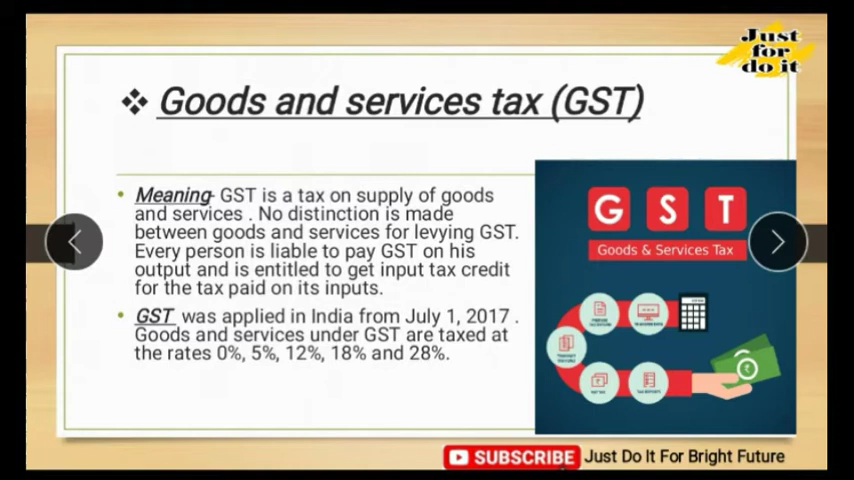 Just
for
do it
❖ Goods and services tax (GST)
• Meaning- GST is a tax on supply of goods
and services . No distinction is made
between goods and services for levying GST.
Every person is liable to pay GST on his
output and is entitled to get input tax credit
for the tax paid on its inputs.
• GST was applied in India from July 1, 2017 .
Goods and services under GST are taxed at
the rates 0%, 5%, 12%, 18% and 28%.
G S T
Goods & Services Tax
SUBSCRIBE Just Do It For Bright Future